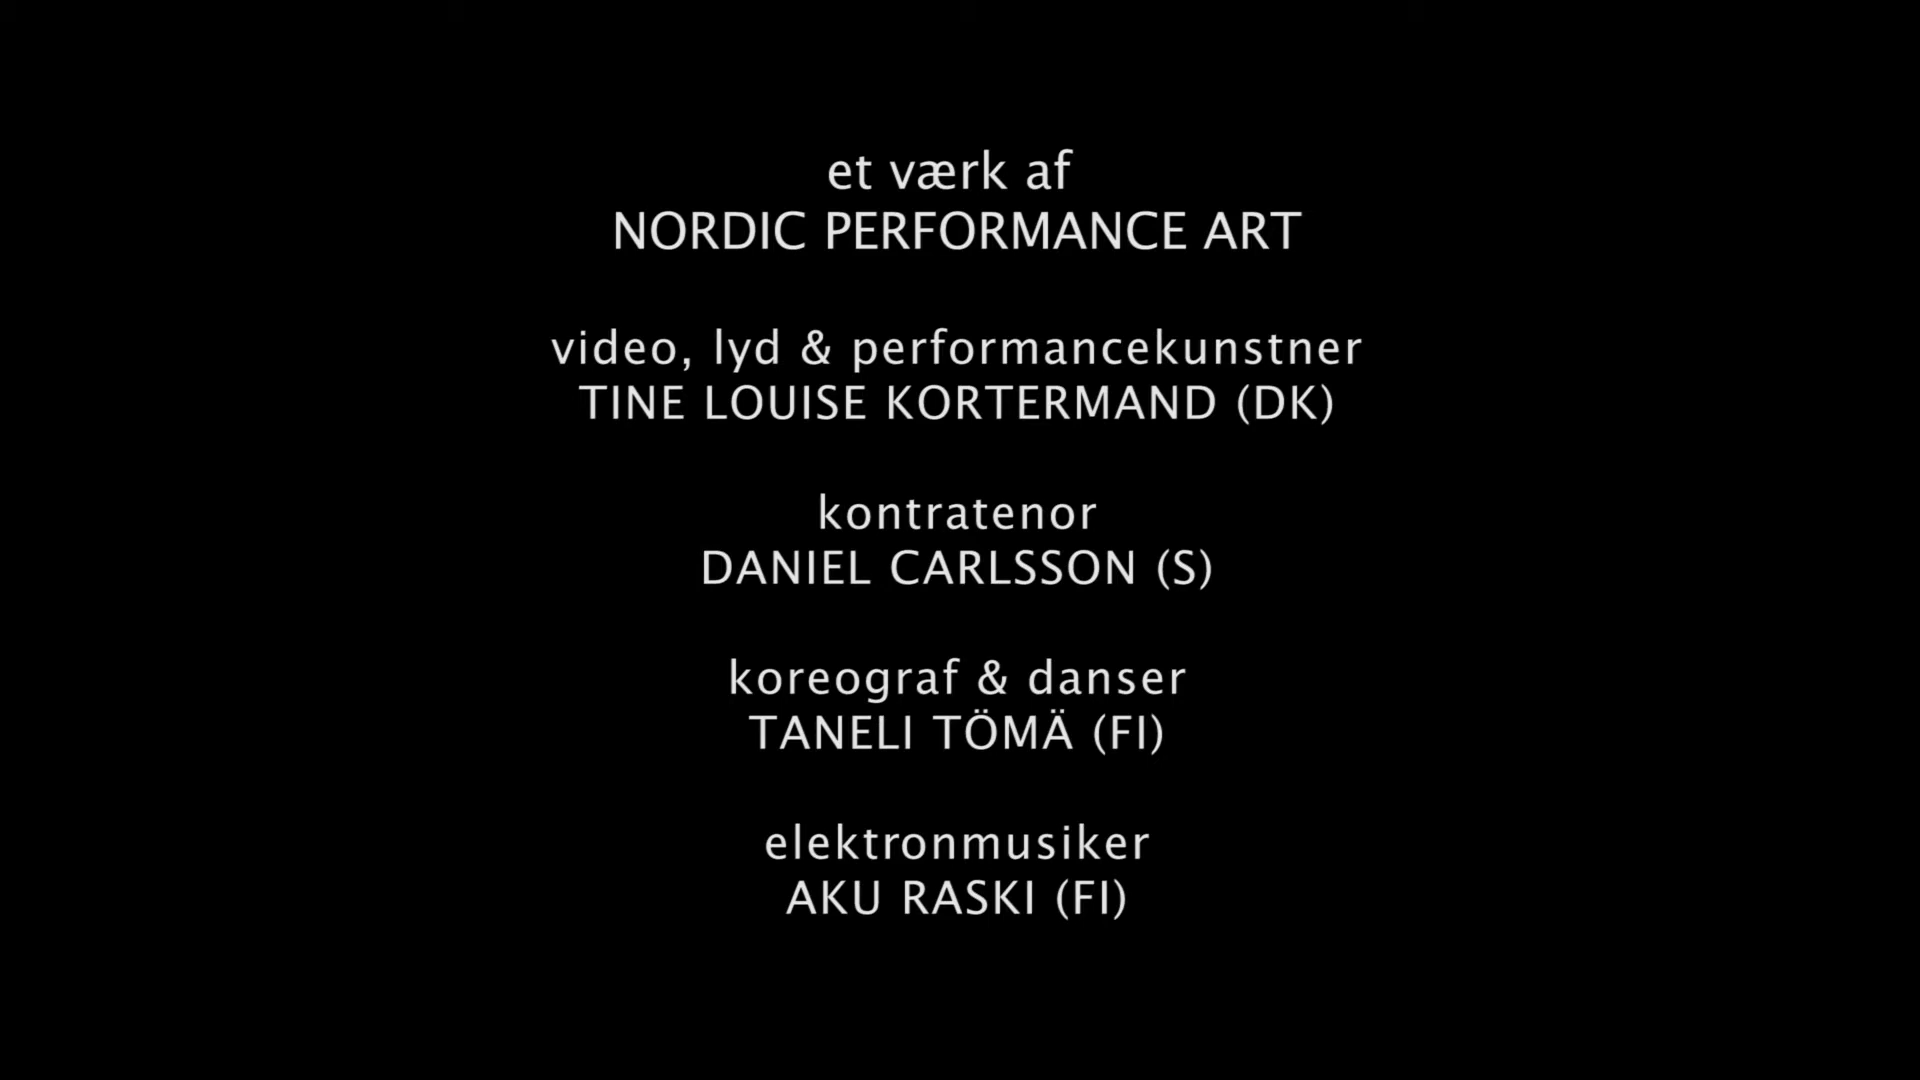 et værk af
NORDIC PERFORMANCE ART
video, lyd & performancekunstner
TINE LOUISE KORTERMAND (DK)
kontratenor
DANIEL CARLSSON (S)
koreograf & danser
TANELI TÖMÄ (FI)
elektronmusiker
AKU RASKI (FI)